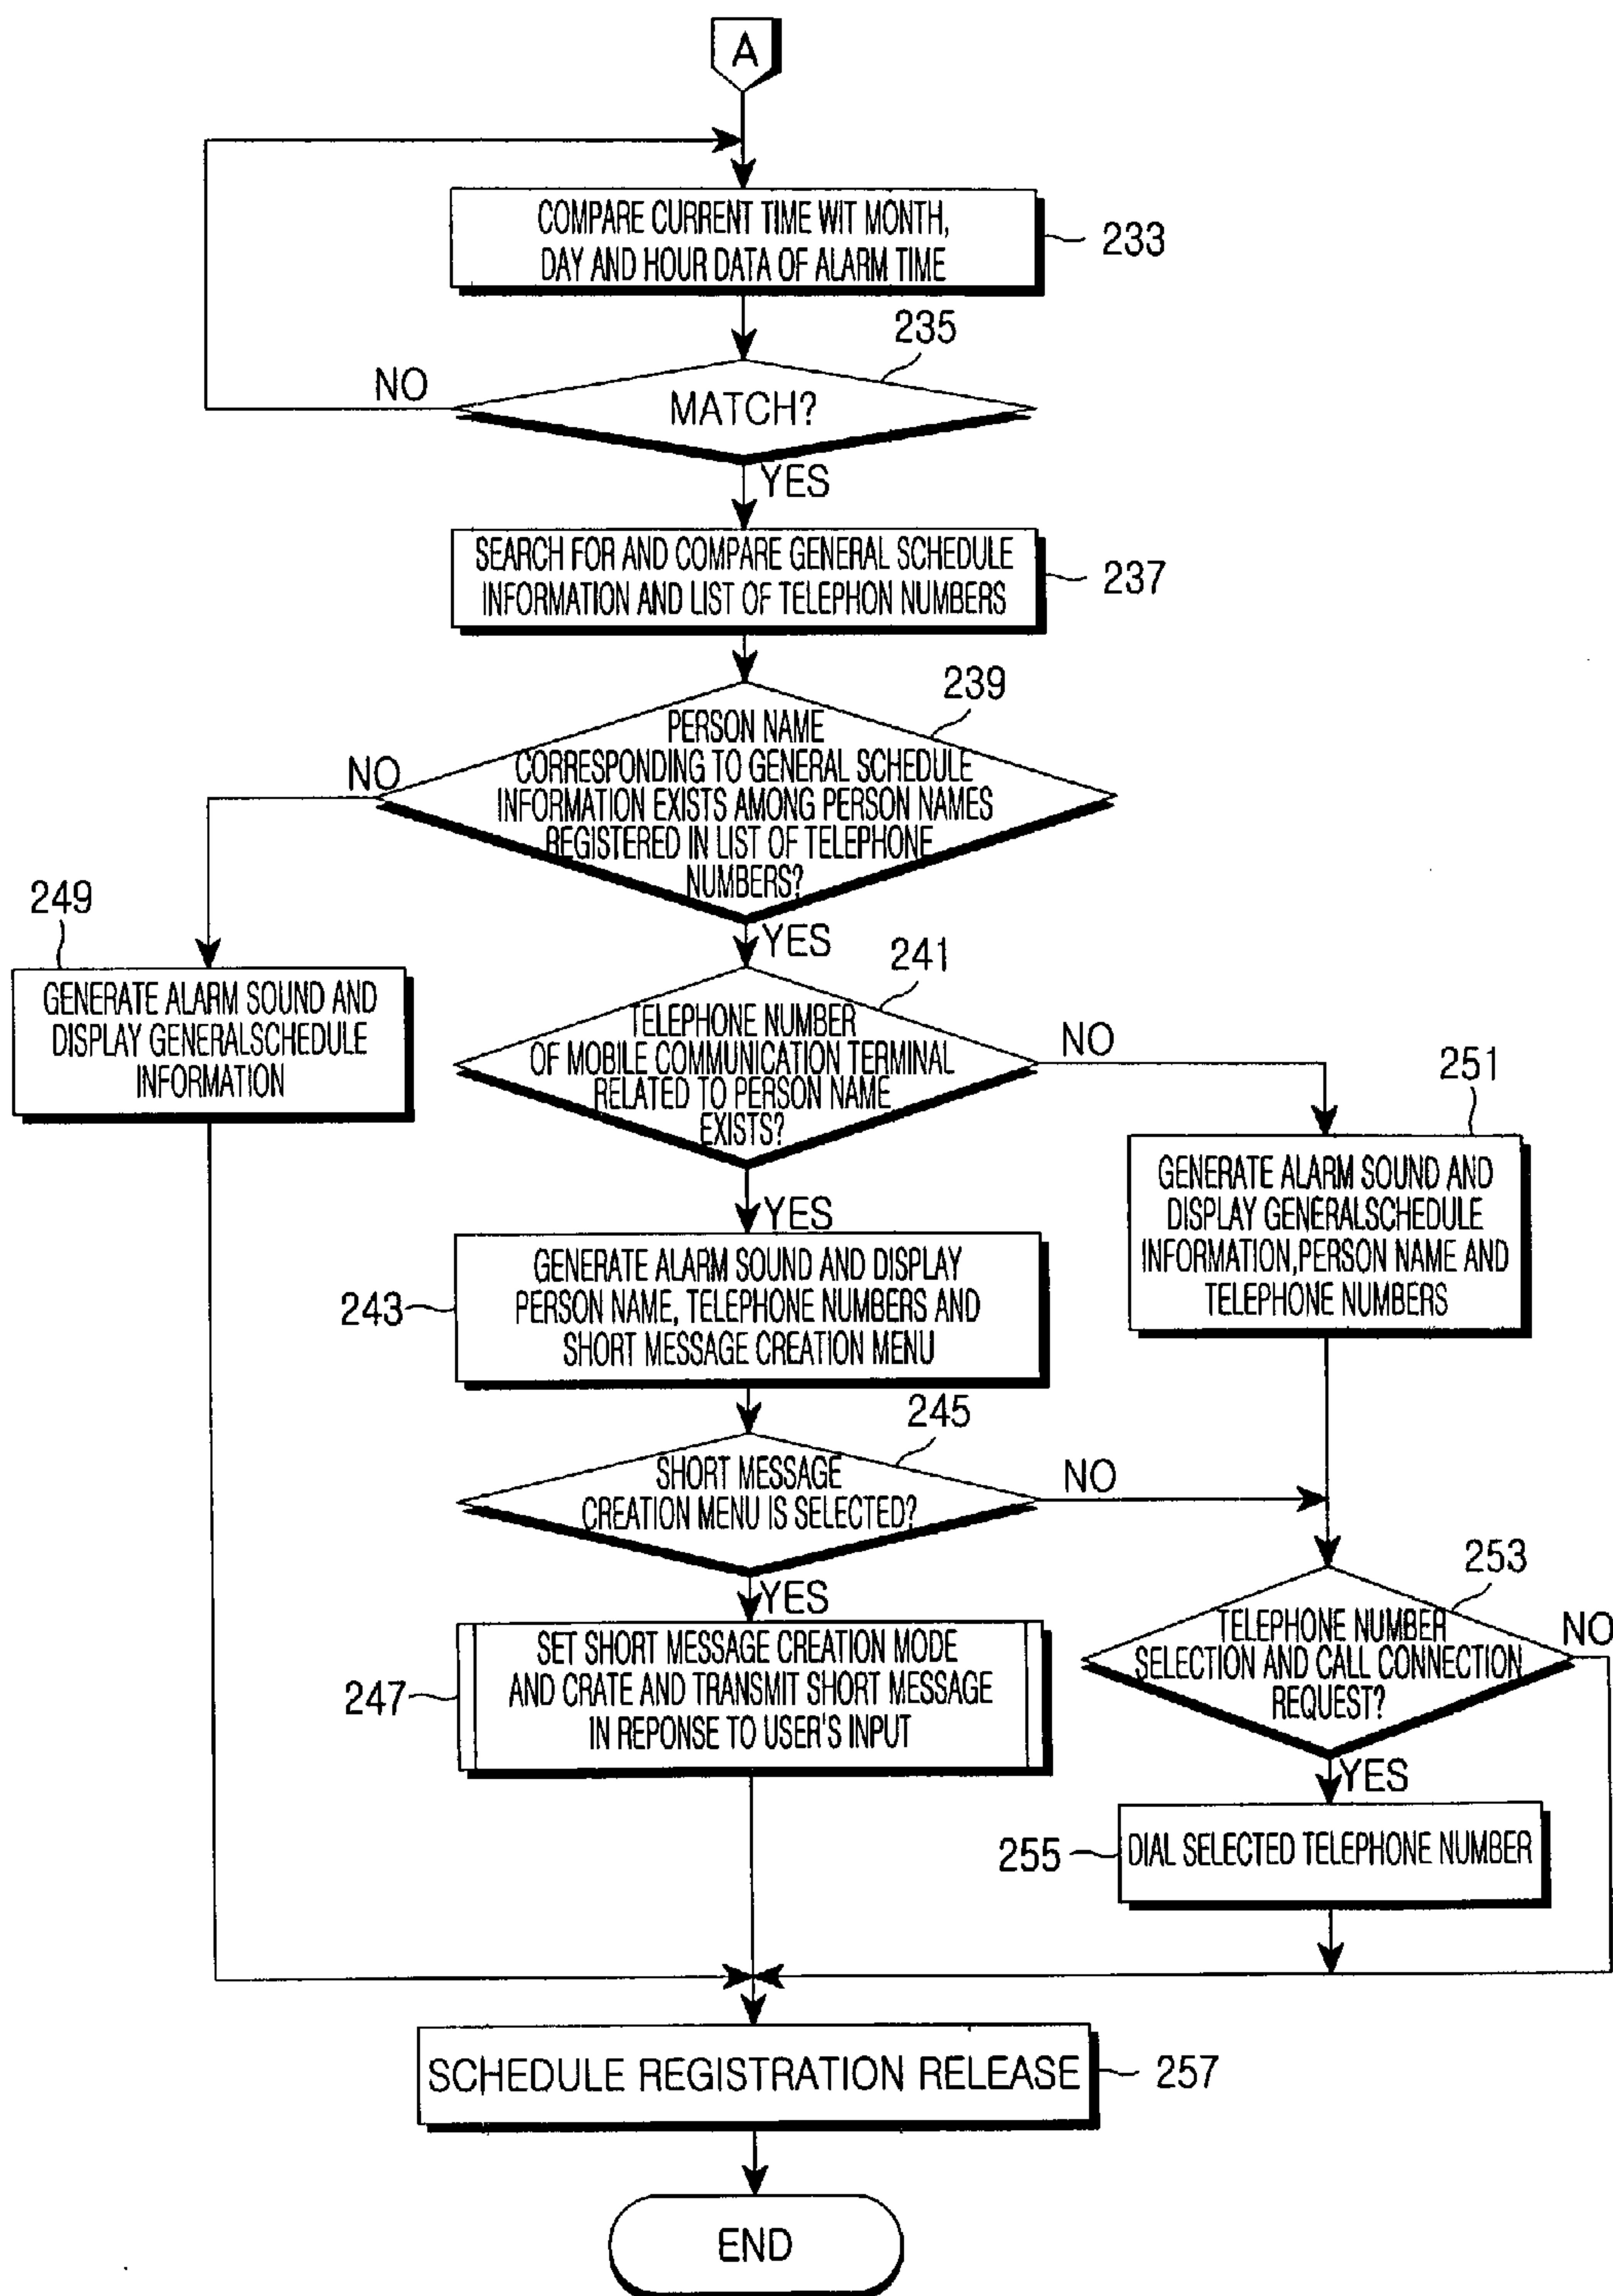 A
COMPARE CURRENT TIME WIT MONTH,
DAY AND HOUR DATA OF ALARM TIME
233
235
NO
MATCH?
YES
SEARCH FOR AND COMPARE GENERAL SCHEDULE
INFORMATION AND LIST OF TELEPHON NUMBERS
237
239
PERSON NAME
CORRESPONDING TO GENERAL SCHEDULE
INFORMATION EXISTS AMONG PERSON NAMES
REGISTERED IN LIST OF TELEPHONE
NUMBERS?
NO
YES
249
GENERATE ALARM SOUND AND
DISPLAY GENERALSCHEDULE
INFORMATION
241
TELEPHONE NUMBER
OF MOBILE COMMUNICATION TERMINAL
RELATED TO PERSON NAME
EXISTS?
NO
YES
251
GENERATE ALARM SOUND AND
DISPLAY GENERALSCHEDULE
INFORMATION,PERSON NAME AND
TELEPHONE NUMBERS
243
GENERATE ALARM SOUND AND DISPLAY
PERSON NAME, TELEPHONE NUMBERS AND
SHORT MESSAGE CREATION MENU
245
SHORT MESSAGE
CREATION MENU IS SELECTED?
NO
YES
247
SET SHORT MESSAGE CREATION MODE
AND CRATE AND TRANSMIT SHORT MESSAGE
IN REPONSE TO USER'S INPUT
253
TELEPHONE NUMBER
SELECTION AND CALL CONNECTION
REQUEST?
NO
YES
255
DIAL SELECTED TELEPHONE NUMBER
SCHEDULE REGISTRATION RELEASE
257
END